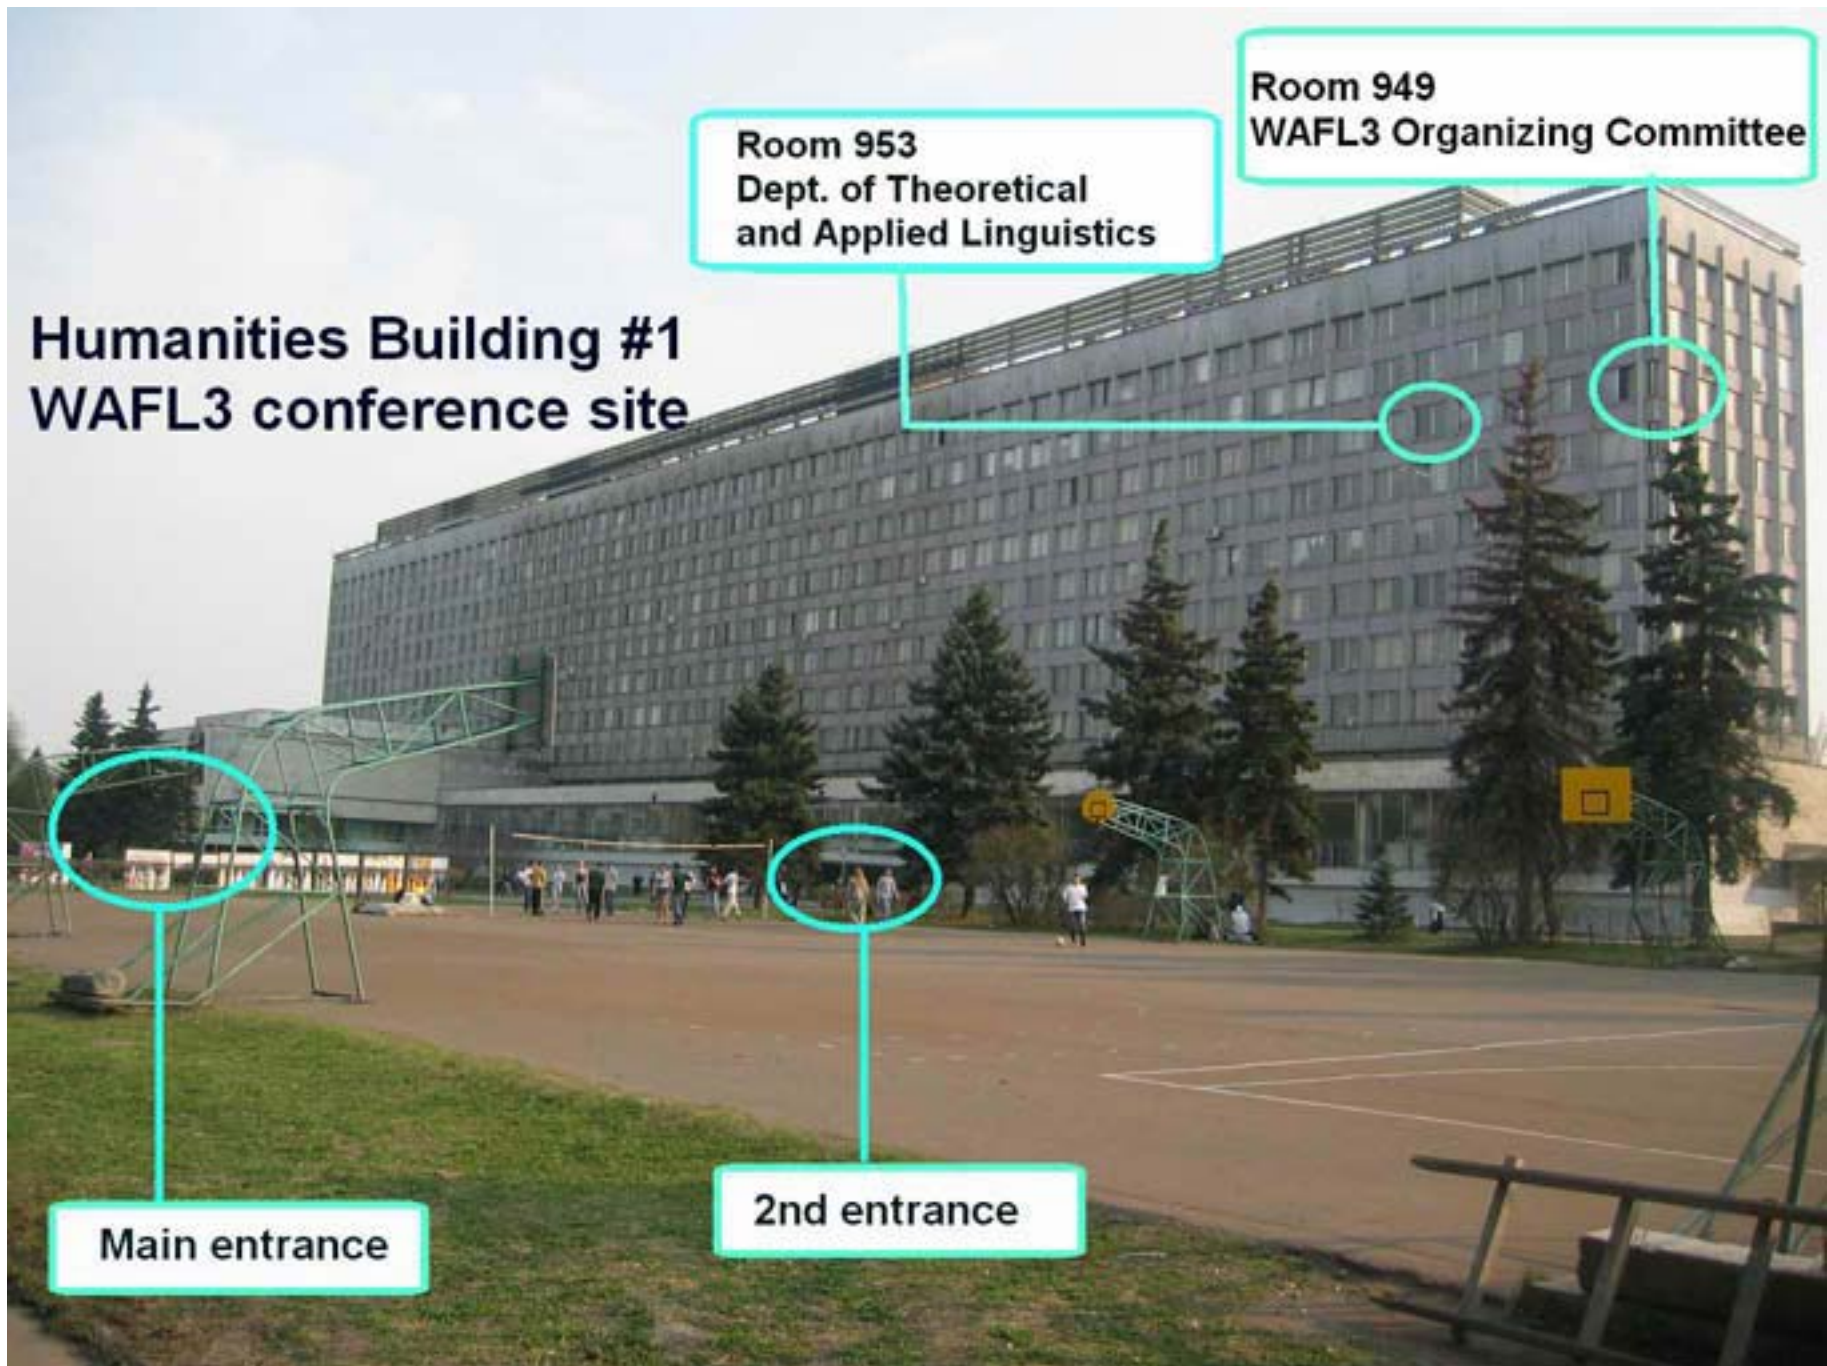 Room 949
WAFL3 Organizing Committee
Room 953
Dept. of Theoretical
and Applied Linguistics
Humanities Building #1
WAFL3 conference site
2nd entrance
Main entrance